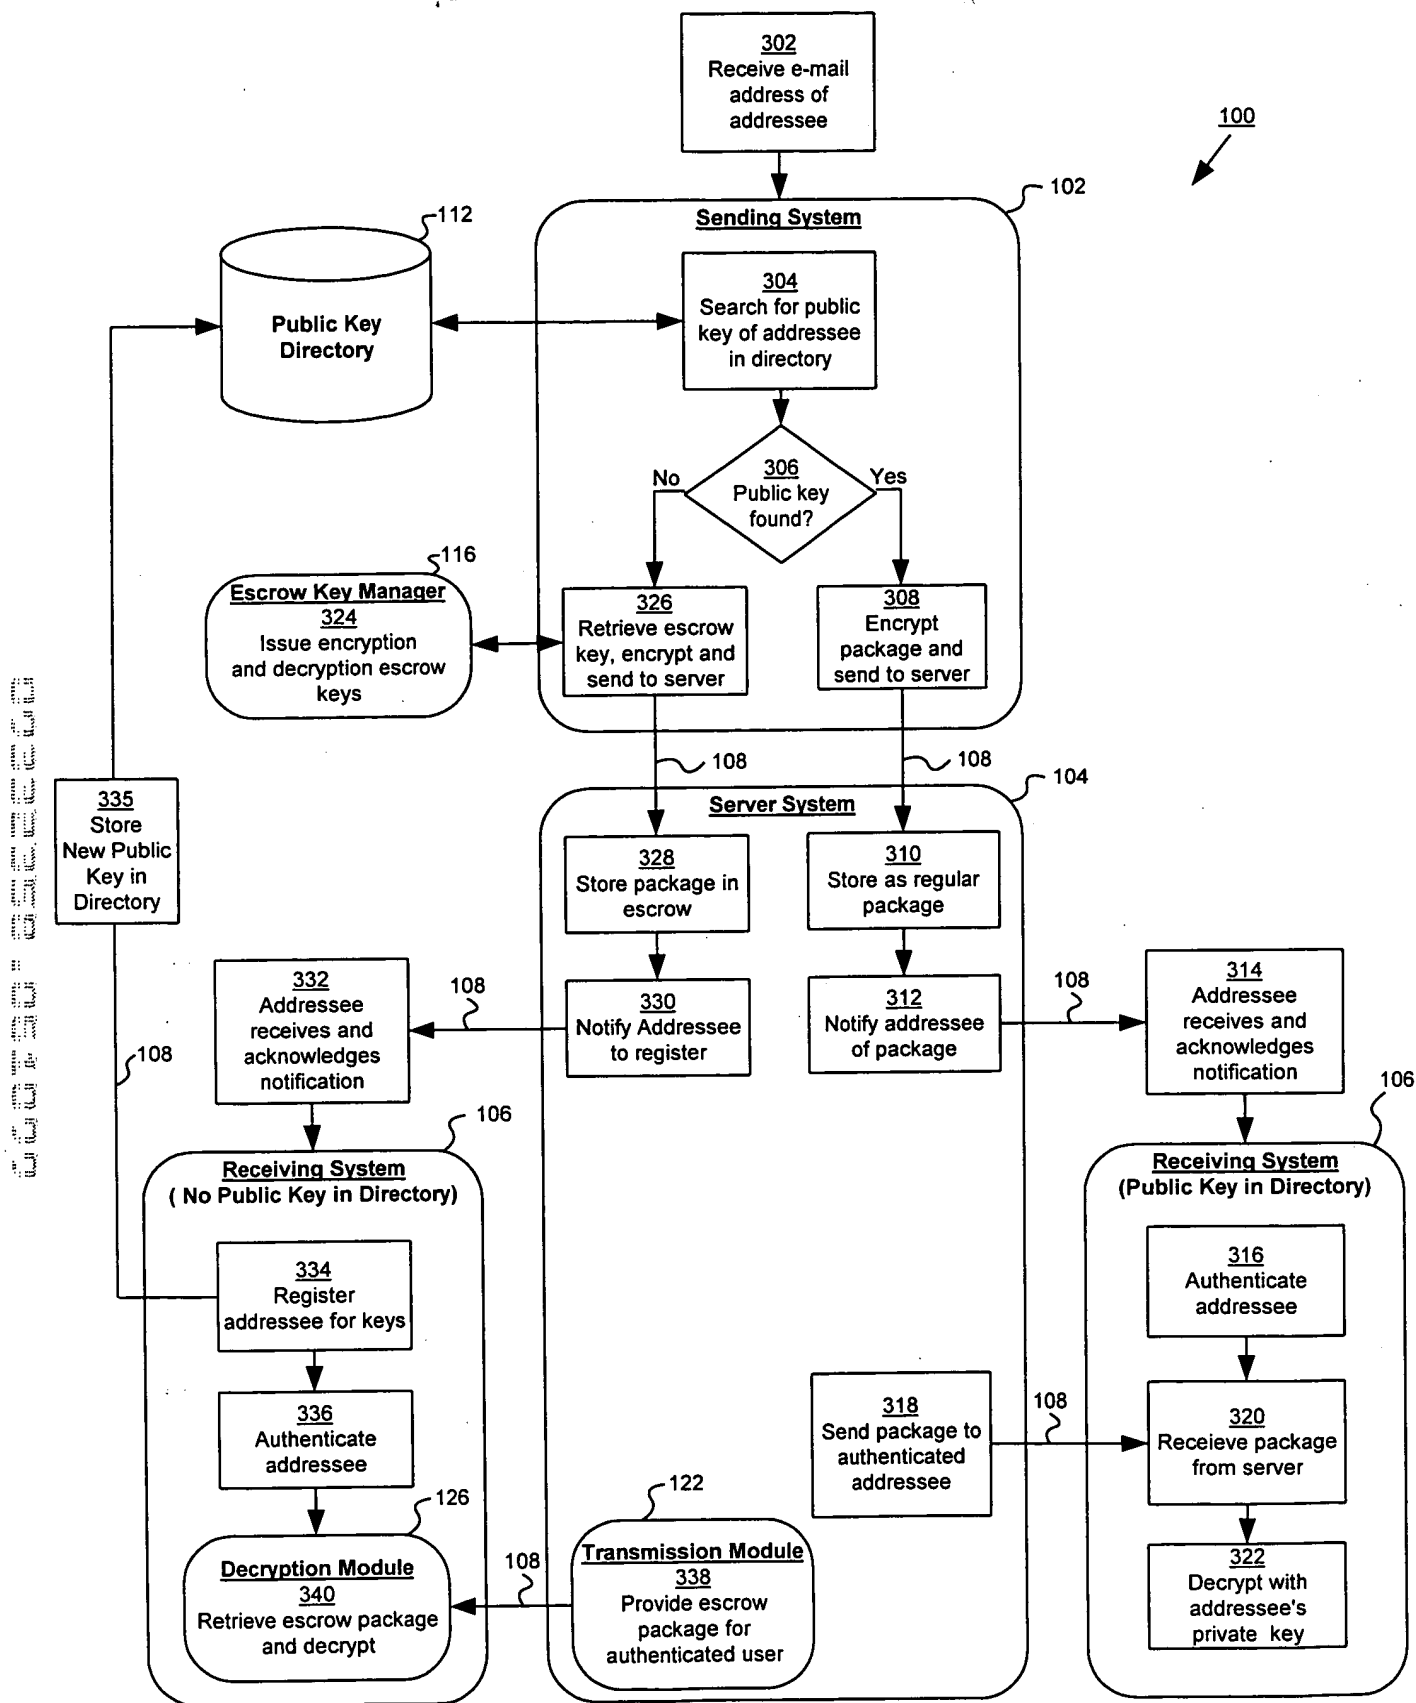 302
Receive e-mail
address of
addressee
100
102
Sending System
112
Public Key
Directory
304
Search for public
key of addressee
in directory
306
Public key
found?
No
Yes
116
Escrow Key Manager
324
Issue encryption
and decryption escrow
keys
326
Retrieve escrow
key, encrypt and
send to server
308
Encrypt
package and
send to server
108
108
104
Server System
335
Store
New Public
Key in
Directory
328
Store package in
escrow
310
Store as regular
package
332
Addressee
receives and
acknowledges
notification
108
330
Notify Addressee
to register
312
Notify addressee
of package
108
314
Addressee
receives and
acknowledges
notification
108
106
Receiving System
( No Public Key in Directory)
106
Receiving System
(Public Key in Directory)
334
Register
addressee for keys
316
Authenticate
addressee
336
Authenticate
addressee
318
Send package to
authenticated
addressee
108
320
Receieve package
from server
126
Decryption Module
340
Retrieve escrow package
and decrypt
108
122
Transmission Module
338
Provide escrow
package for
authenticated user
322
Decrypt with
addressee's
private key